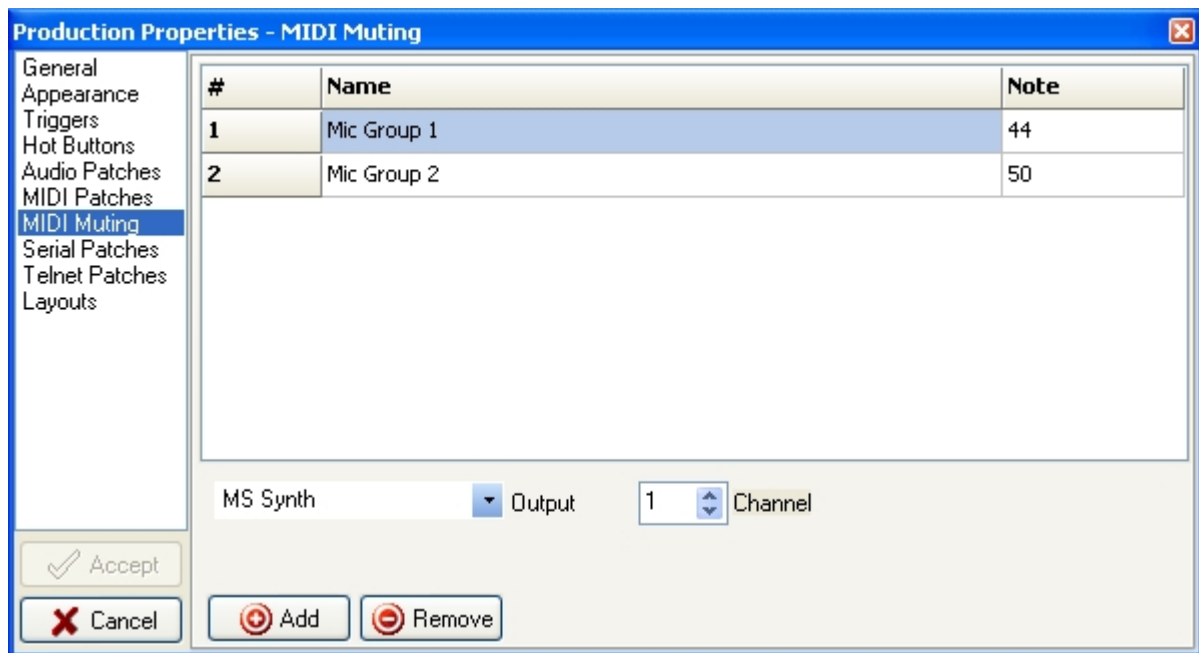 Production Properties - MIDI Muting
General
Appearance
Triggers
Hot Buttons
Audio Patches
MIDI Patches
MIDI Muting
Serial Patches
Telnet Patches
Layouts
# Name Note
1 Mic Group 1 44
2 Mic Group 2 50
MS Synth Output 1 Channel
Accept
Cancel
Add Remove